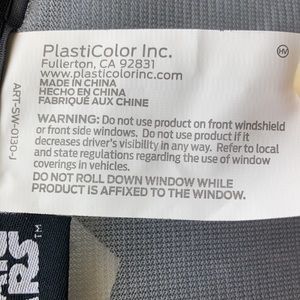 PlastiColor Inc.
Fullerton, CA 92831
www.plasticolorinc.com
MADE IN CHINA
HECHO EN CHINA
FABRIQUÉ AUX CHINE
WARNING: Do not use product on front windshield
or front side windows. Do not use product if it
decreases driver's visibility in any way. Refer to local
and state regulations regarding the use of window
coverings in vehicles.
DO NOT ROLL DOWN WINDOW WHILE
PRODUCT IS AFFIXED TO THE WINDOW.
HV
ART-SW-0130-J
ARS™